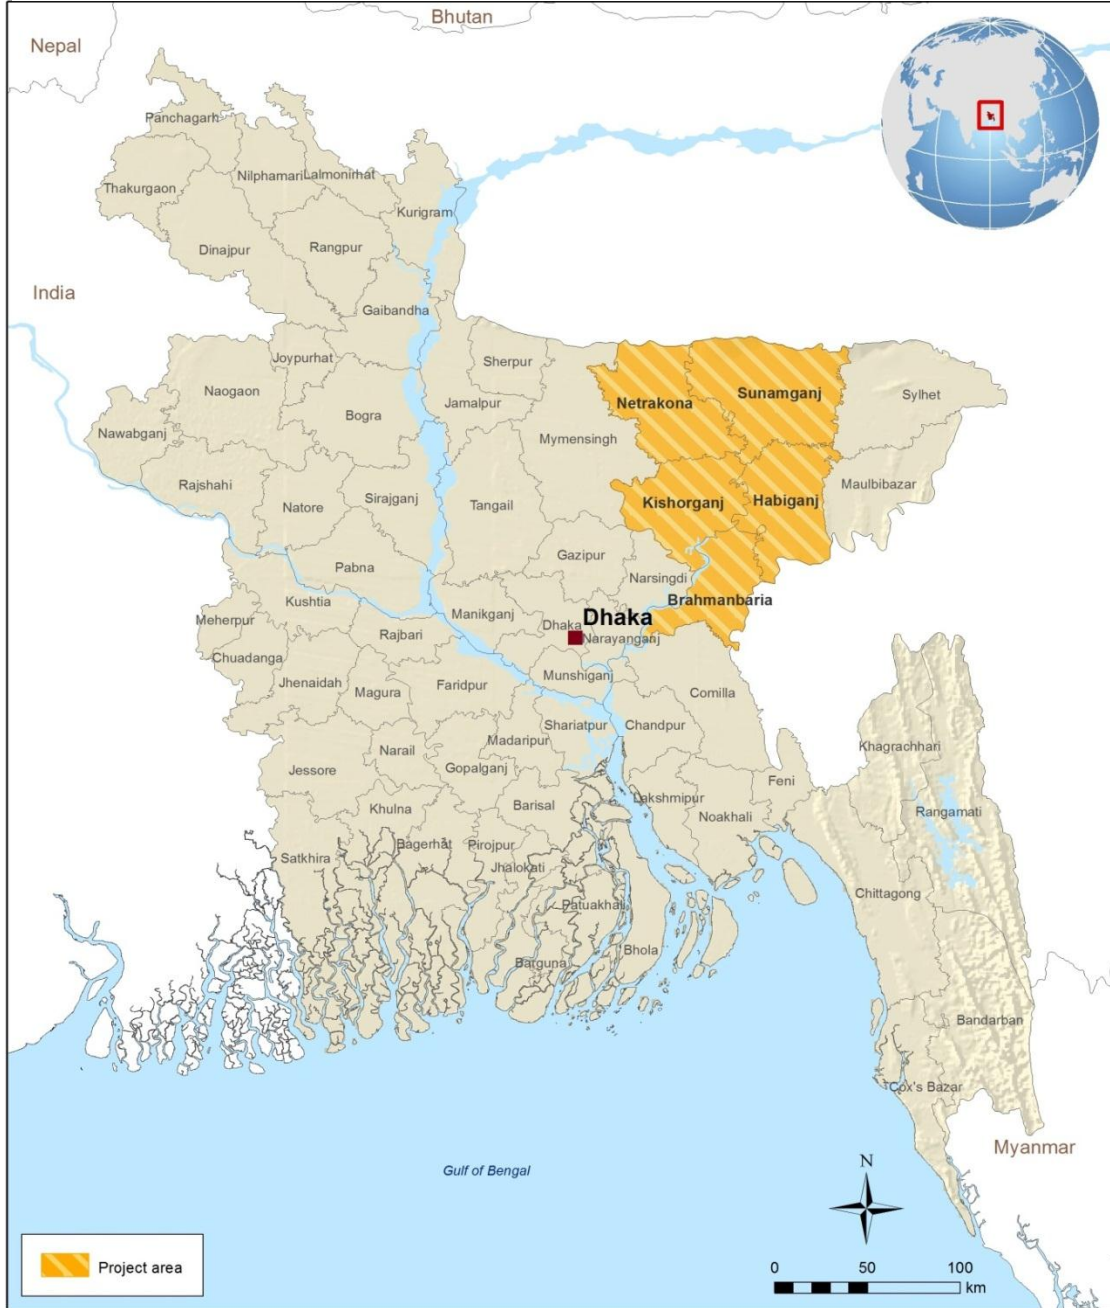 Bhutan
Nepal
Panchagarh
Nilphamari
Lalmonirhat
Thakurgaon
Kurigram
Dinajpur
Rangpur
India
Gaibandha
Joypurhat
Sherpur
Naogaon
Netrakona
Sunamganj
Sylhet
Bogra
Jamalpur
Nawabganj
Mymensingh
Rajshahi
Maulbibazar
Natore
Sirajganj
Tangail
Kishorganj
Habiganj
Gazipur
Pabna
Narsingdi
Kushtia
Manikganj
Brahmanbaria
Meherpur
Rajbari
Dhaka
Dhaka
Narayanganj
Chuadanga
Jhenaidah
Magura
Faridpur
Munshiganj
Comilla
Shariatpur
Chandpur
Narail
Madaripur
Khagrachhari
Jessore
Gopalganj
Feni
Khulna
Barisal
Lakshmipur
Noakhali
Rangamati
Satkhira
Bagerhat
Pirojpur
Jhalokati
Chittagong
Patuakhali
Bhola
Barguna
Bandarban
Cox's Bazar
Myanmar
Gulf of Bengal
N
Project area
0 50 100
km